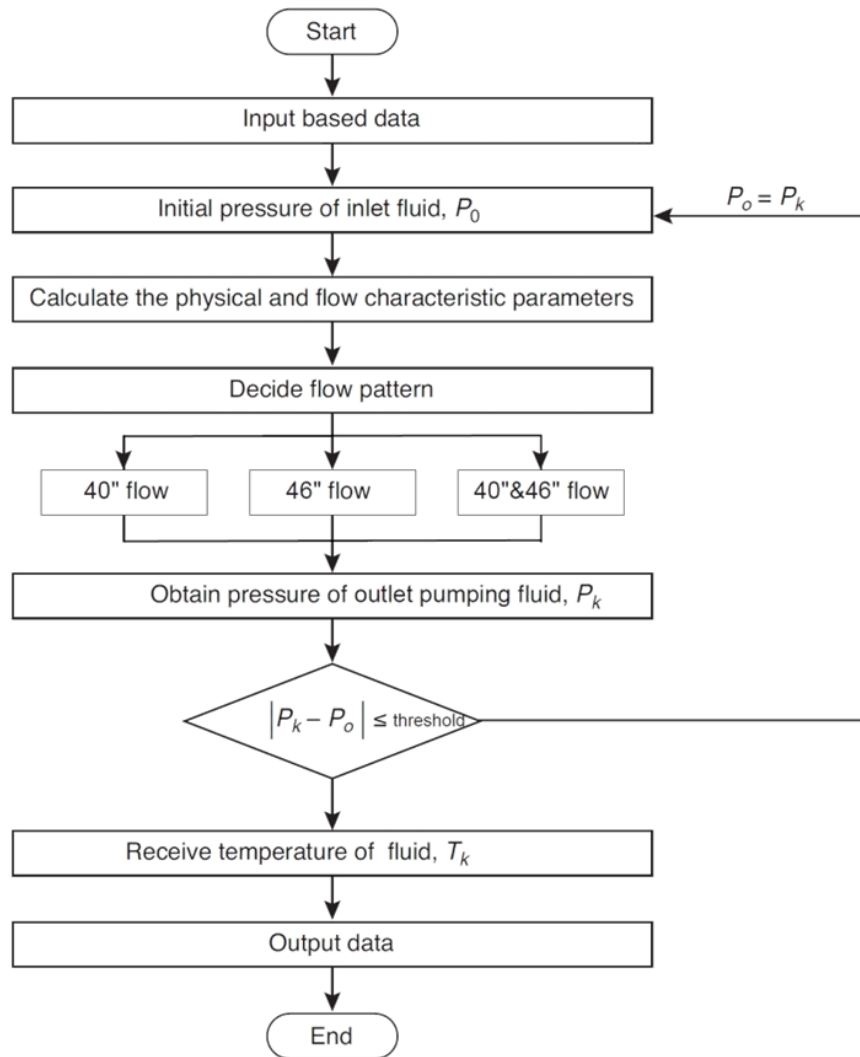 Start
Input based data
Initial pressure of inlet fluid, P₀
Pₒ = Pₖ
Calculate the physical and flow characteristic parameters
Decide flow pattern
40" flow
46" flow
40"&46" flow
Obtain pressure of outlet pumping fluid, Pₖ
|Pₖ – Pₒ| ≤ threshold
Receive temperature of fluid, Tₖ
Output data
End